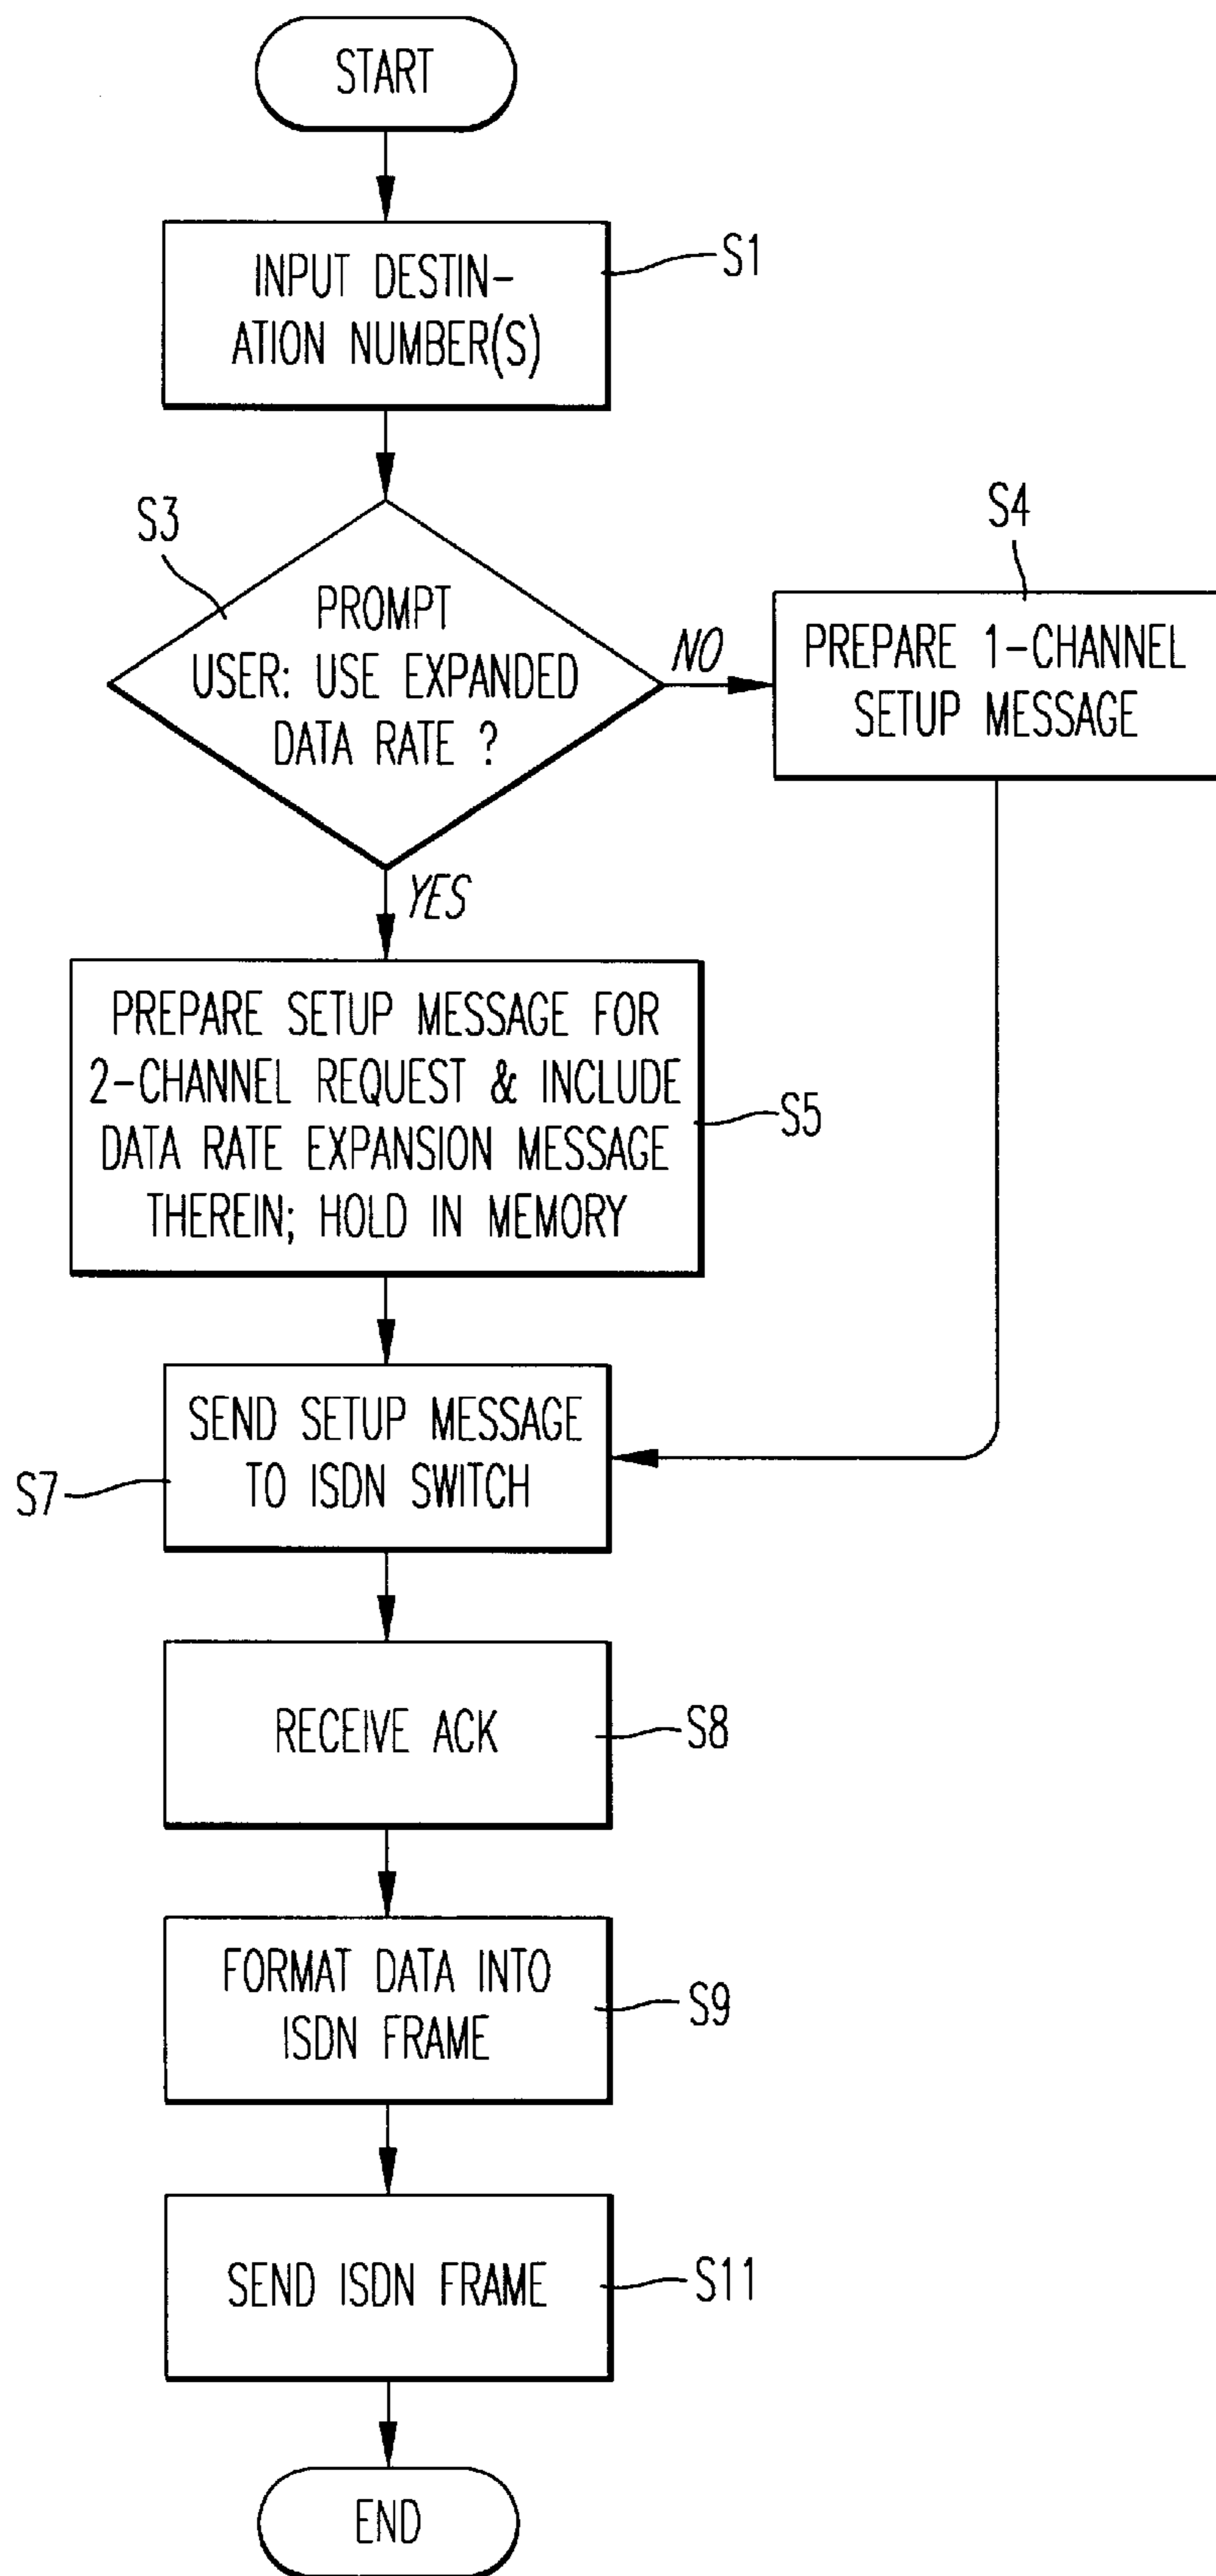 START
INPUT DESTIN-
ATION NUMBER(S)
S1
S3
PROMPT
USER: USE EXPANDED
DATA RATE ?
NO
S4
PREPARE 1-CHANNEL
SETUP MESSAGE
YES
PREPARE SETUP MESSAGE FOR
2-CHANNEL REQUEST & INCLUDE
DATA RATE EXPANSION MESSAGE
THEREIN; HOLD IN MEMORY
S5
SEND SETUP MESSAGE
TO ISDN SWITCH
S7
RECEIVE ACK
S8
FORMAT DATA INTO
ISDN FRAME
S9
SEND ISDN FRAME
S11
END